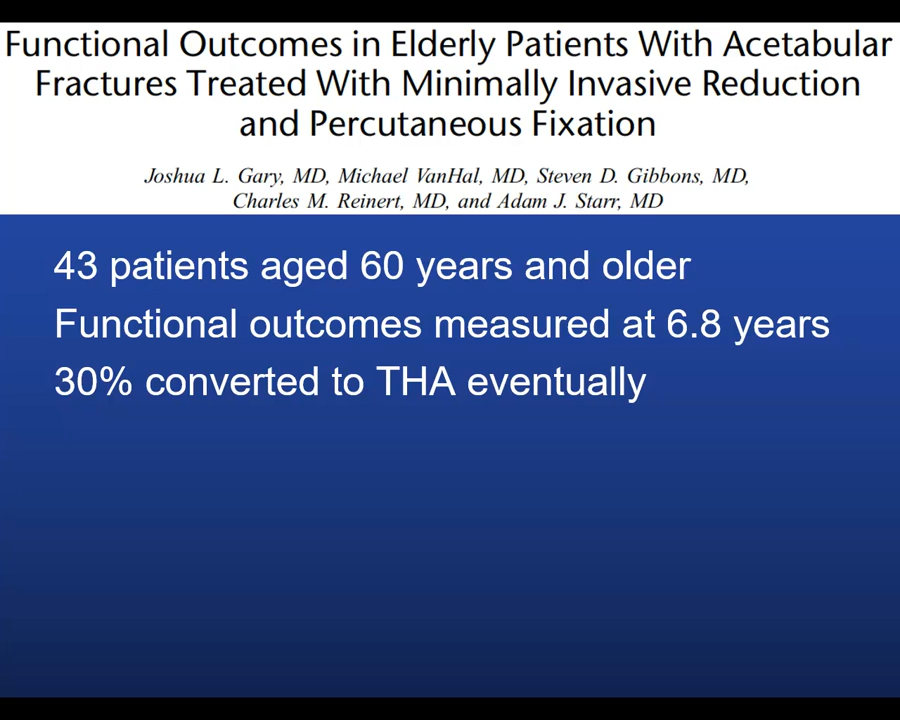 Functional Outcomes in Elderly Patients With Acetabular
Fractures Treated With Minimally Invasive Reduction
and Percutaneous Fixation
Joshua L. Gary, MD, Michael VanHal, MD, Steven D. Gibbons, MD,
Charles M. Reinert, MD, and Adam J. Starr, MD
43 patients aged 60 years and older
Functional outcomes measured at 6.8 years
30% converted to THA eventually